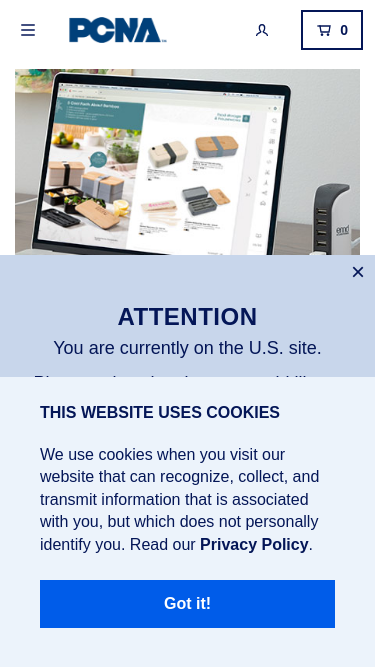 PCNA
0
ATTENTION
You are currently on the U.S. site.
THIS WEBSITE USES COOKIES
We use cookies when you visit our
website that can recognize, collect, and
transmit information that is associated
with you, but which does not personally
identify you. Read our Privacy Policy.
Got it!